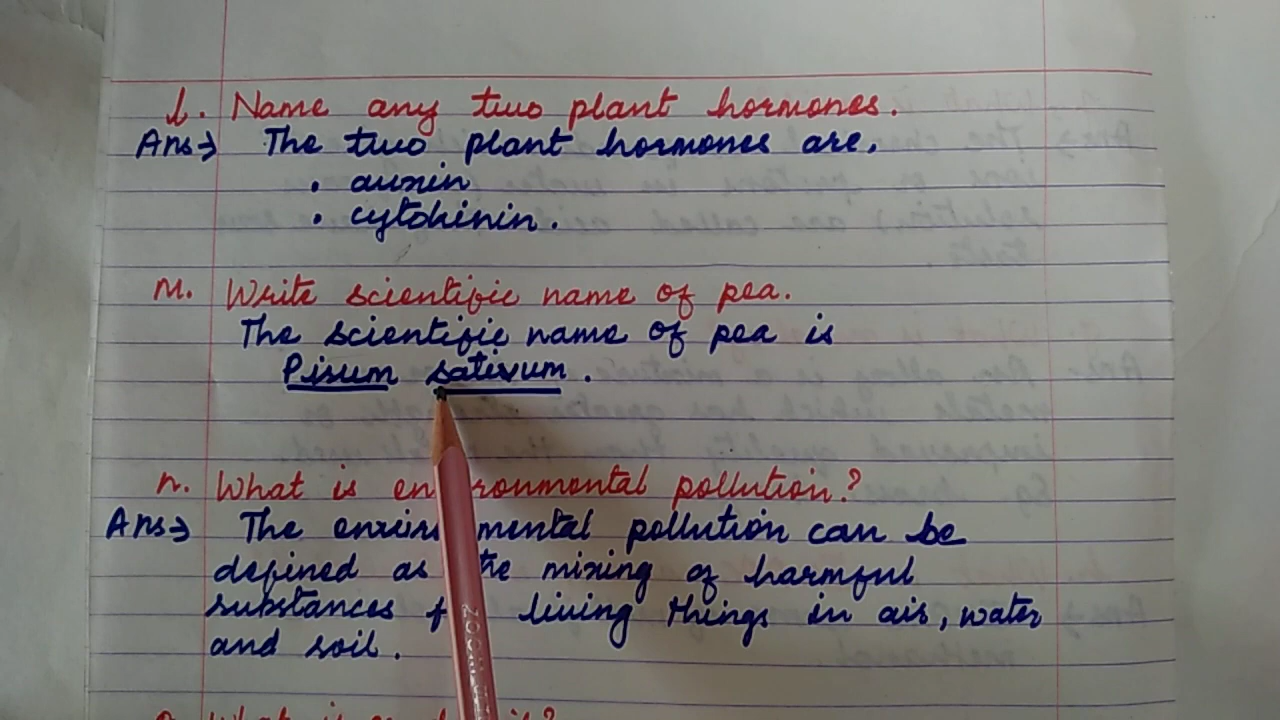 l. Name any two plant hormones.
Ans→ The two plant hormones are,
• auxin
• cytokinin.
m. Write scientific name of pea.
The scientific name of pea is
Pisum sativum.
n. What is environmental pollution?
Ans→ The environmental pollution can be
defined as the mixing of harmful
substances living things in air, water
and soil.
What is